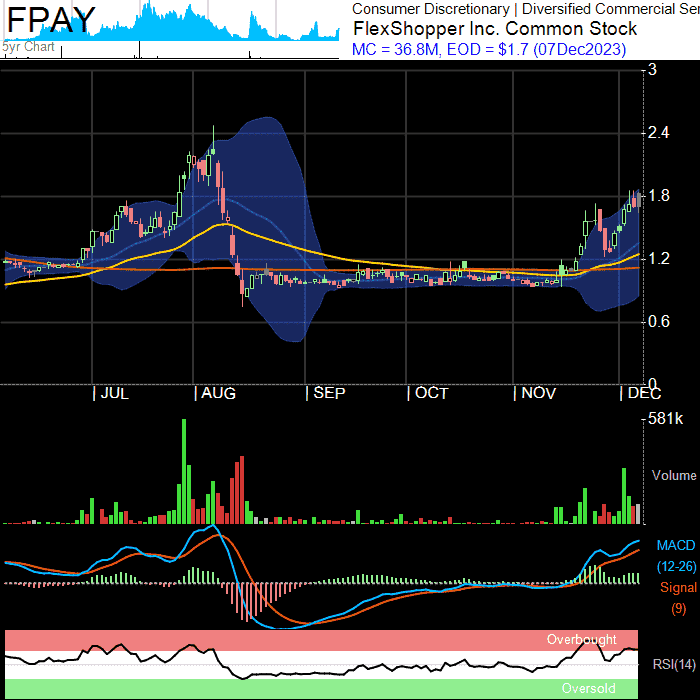 FPAY
5yr Chart
Consumer Discretionary | Diversified Commercial Ser
FlexShopper Inc. Common Stock
MC = 36.8M, EOD = $1.7 (07Dec2023)
3
2.4
1.8
1.2
0.6
0
JUL AUG SEP OCT NOV DEC
581k
Volume
MACD
(12-26)
Signal
(9)
Overbought
RSI(14)
Oversold